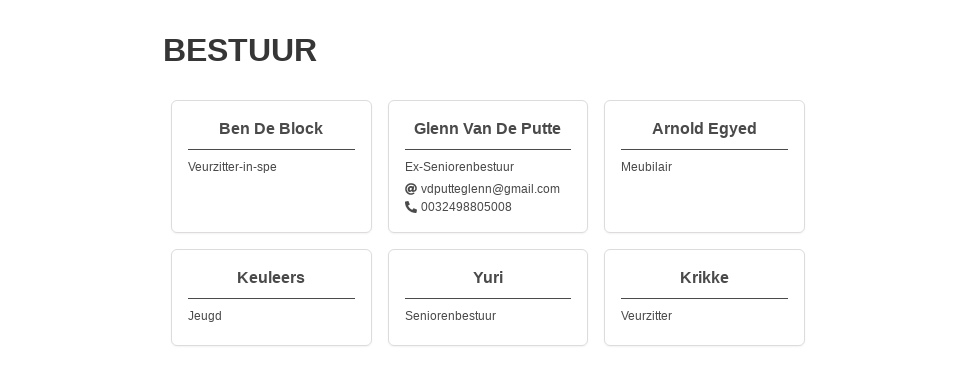 BESTUUR
Ben De Block
Veurzitter-in-spe
Glenn Van De Putte
Ex-Seniorenbestuur
vdputteglenn@gmail.com
0032498805008
Arnold Egyed
Meubilair
Keuleers
Jeugd
Yuri
Seniorenbestuur
Krikke
Veurzitter